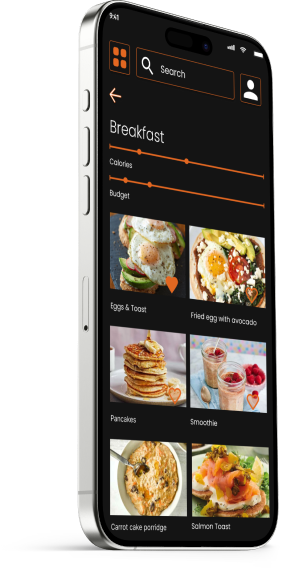 9:41
Search
Breakfast
Calories
Budget
Eggs & Toast
Fried egg with avocado
Pancakes
Smoothie
Carrot cake porridge
Salmon Toast